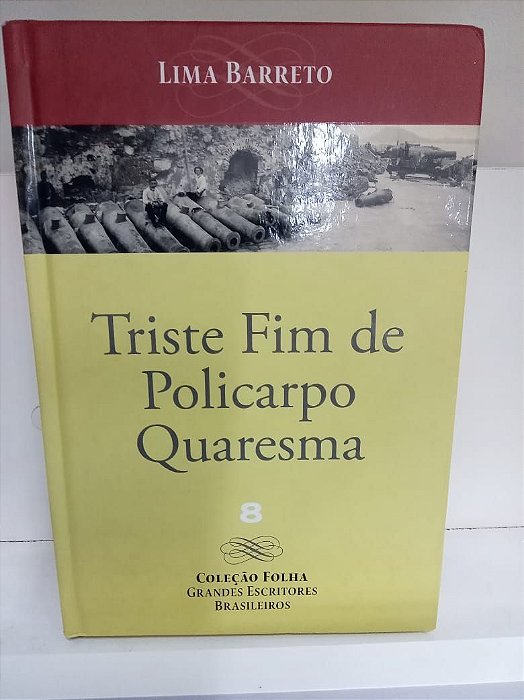 LIMA BARRETO
Triste Fim de
Policarpo
Quaresma
8
COLEÇÃO FOLHA
GRANDES ESCRITORES
BRASILEIROS